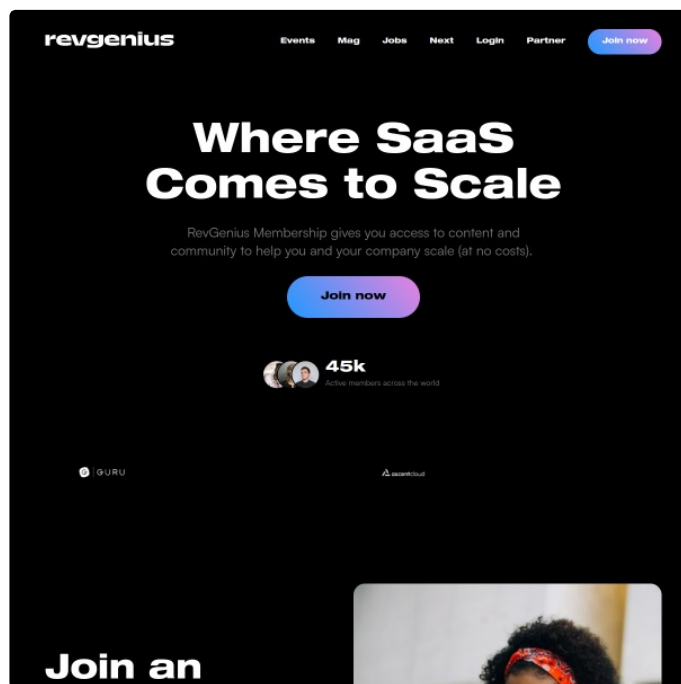 revgenius
Events Mag Jobs Next Login Partner Join now
Where SaaS
Comes to Scale
RevGenius Membership gives you access to content and
community to help you and your company scale (at no costs).
Join now
45k
Active members across the world
G GURU
ascentcloud
Join an